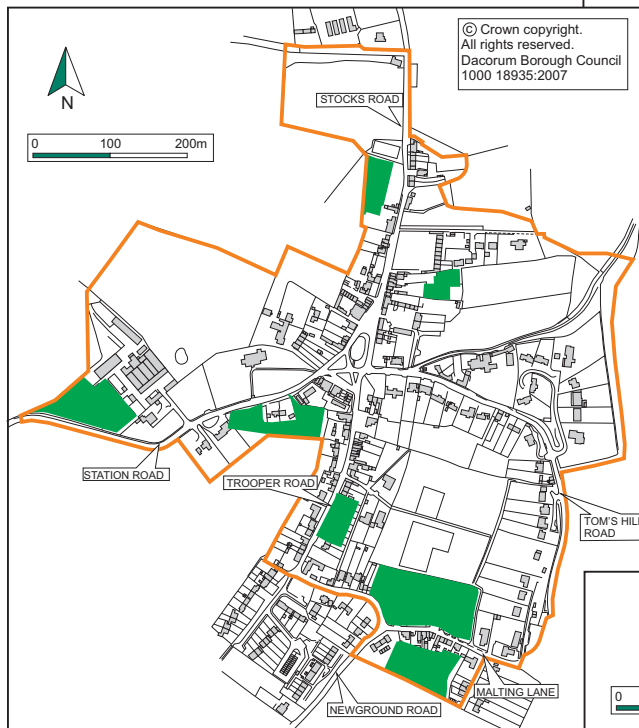 © Crown copyright.
All rights reserved.
Dacorum Borough Council
1000 18935:2007
N
0 100 200m
STOCKS ROAD
STATION ROAD
TROOPER ROAD
TOM'S HILL
ROAD
MALTING LANE
NEWGROUND ROAD
0